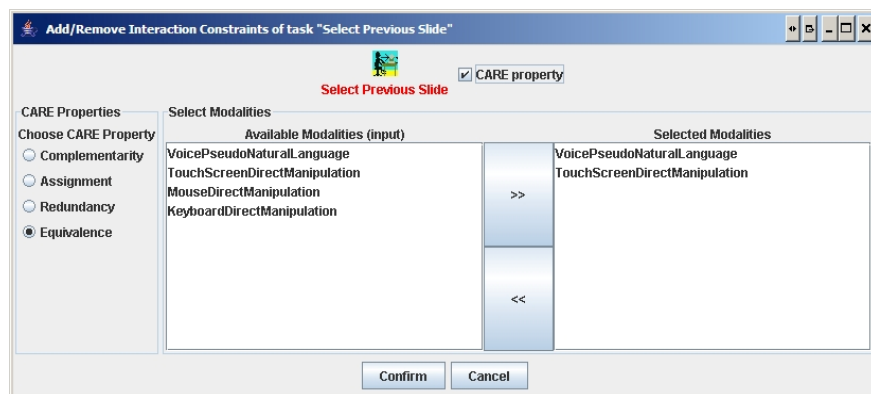 Add/Remove Interaction Constraints of task "Select Previous Slide"
Select Previous Slide
CARE property
CARE Properties
Choose CARE Property
Complementarity
Assignment
Redundancy
Equivalence
Select Modalities
Available Modalities (input)
VoicePseudoNaturalLanguage
TouchScreenDirectManipulation
MouseDirectManipulation
KeyboardDirectManipulation
>>
<<
Selected Modalities
VoicePseudoNaturalLanguage
TouchScreenDirectManipulation
Confirm
Cancel